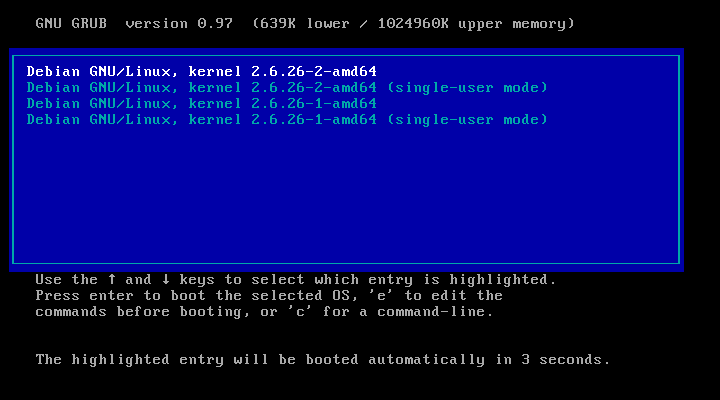 GNU GRUB  version 0.97  (639K lower / 1024960K upper memory)
Debian GNU/Linux, kernel 2.6.26-2-amd64
Debian GNU/Linux, kernel 2.6.26-2-amd64 (single-user mode)
Debian GNU/Linux, kernel 2.6.26-1-amd64
Debian GNU/Linux, kernel 2.6.26-1-amd64 (single-user mode)
Use the ↑ and ↓ keys to select which entry is highlighted.
Press enter to boot the selected OS, 'e' to edit the
commands before booting, or 'c' for a command-line.
The highlighted entry will be booted automatically in 3 seconds.